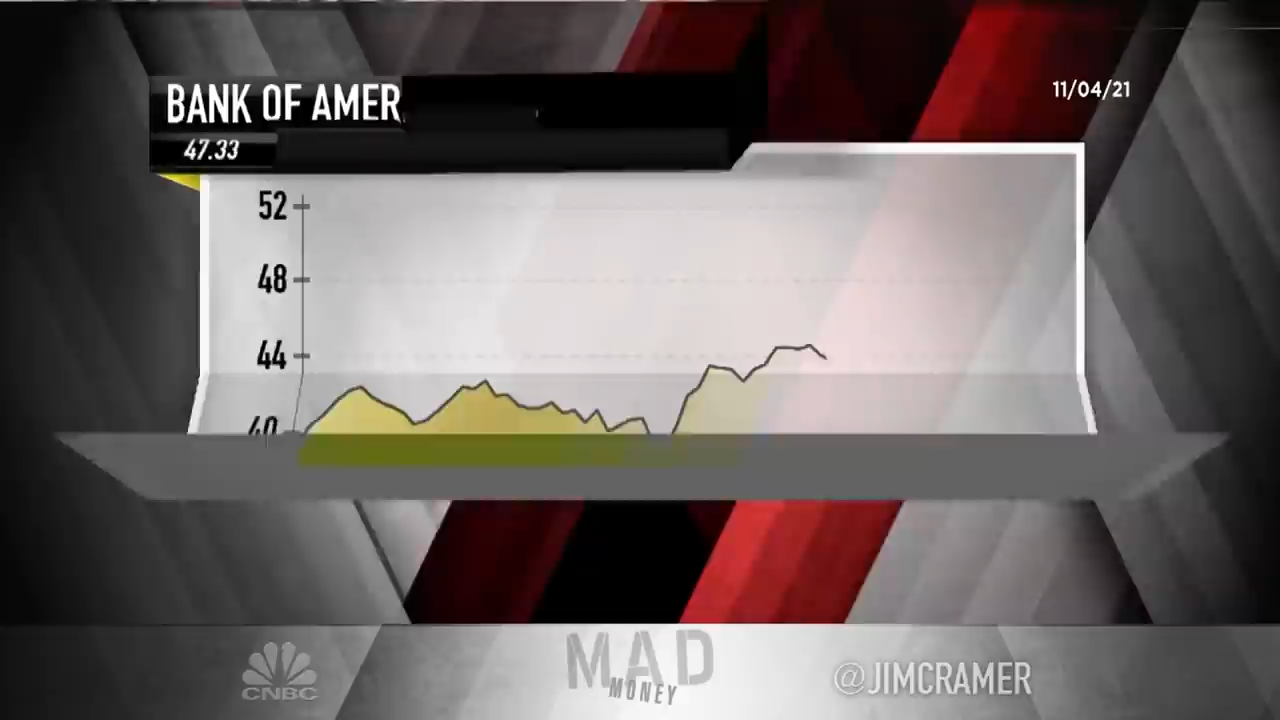 BANK OF AMER
11/04/21
47.33
52
48
44
40
CNBC
MAD
MONEY
@JIMCRAMER